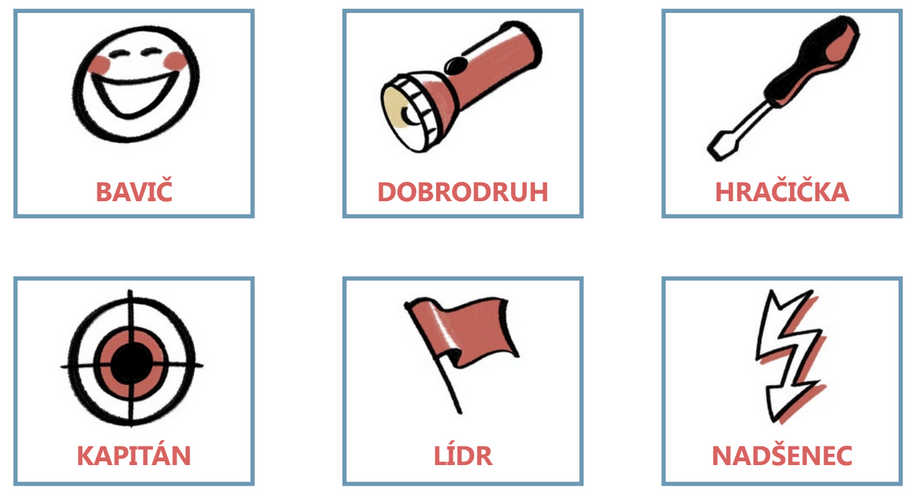 BAVIČ
DOBRODRUH
HRAČIČKA
KAPITÁN
LÍDR
NADŠENEC